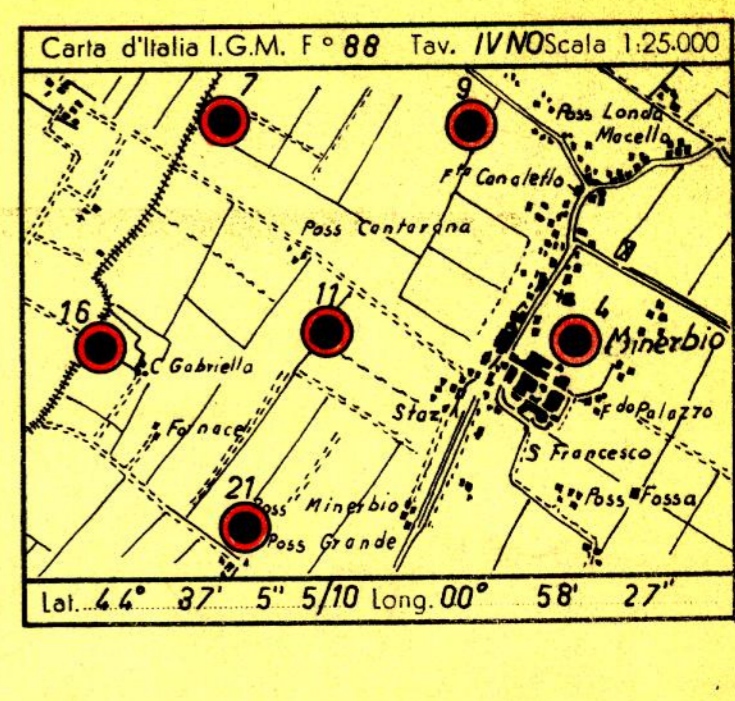 Carta d'Italia I.G.M. F° 88 Tav. IV NO Scala 1:25.000
7
9
Poss Londa
Macello
Fta Canaletto
Poss Cantarana
16
11
4
Minerbio
C Gabriella
Staz
F do Palazzo
Fornace
S Francesco
21
Poss Minerbio
Poss Fossa
Poss Grande
Lat. 44° 37' 5" 5/10 Long. 00° 58' 27"